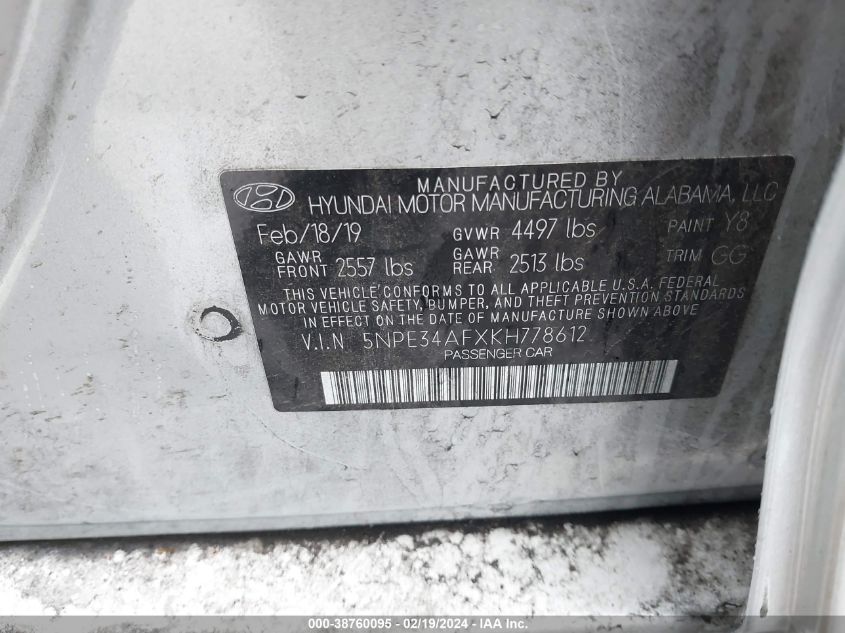 MANUFACTURED BY
HYUNDAI MOTOR MANUFACTURING ALABAMA, LLC
Feb/18/19 GVWR 4497 lbs PAINT Y8
GAWR FRONT 2557 lbs GAWR REAR 2513 lbs TRIM GG
THIS VEHICLE CONFORMS TO ALL APPLICABLE U.S.A. FEDERAL
MOTOR VEHICLE SAFETY, BUMPER, AND THEFT PREVENTION STANDARDS
IN EFFECT ON THE DATE OF MANUFACTURE SHOWN ABOVE
V.I.N 5NPE34AFXKH778612
PASSENGER CAR
000-38760095 - 02/19/2024 - IAA, Inc.